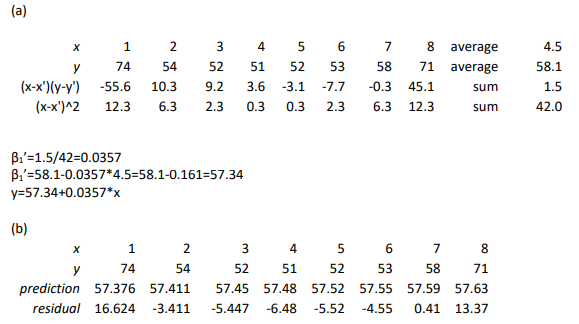 (a)
x 1 2 3 4 5 6 7 8 average 4.5
y 74 54 52 51 52 53 58 71 average 58.1
(x-x')(y-y') -55.6 10.3 9.2 3.6 -3.1 -7.7 -0.3 45.1 sum 1.5
(x-x')^2 12.3 6.3 2.3 0.3 0.3 2.3 6.3 12.3 sum 42.0
β₁'=1.5/42=0.0357
β₁'=58.1-0.0357*4.5=58.1-0.161=57.34
y=57.34+0.0357*x
(b)
x 1 2 3 4 5 6 7 8
y 74 54 52 51 52 53 58 71
prediction 57.376 57.411 57.45 57.48 57.52 57.55 57.59 57.63
residual 16.624 -3.411 -5.447 -6.48 -5.52 -4.55 0.41 13.37